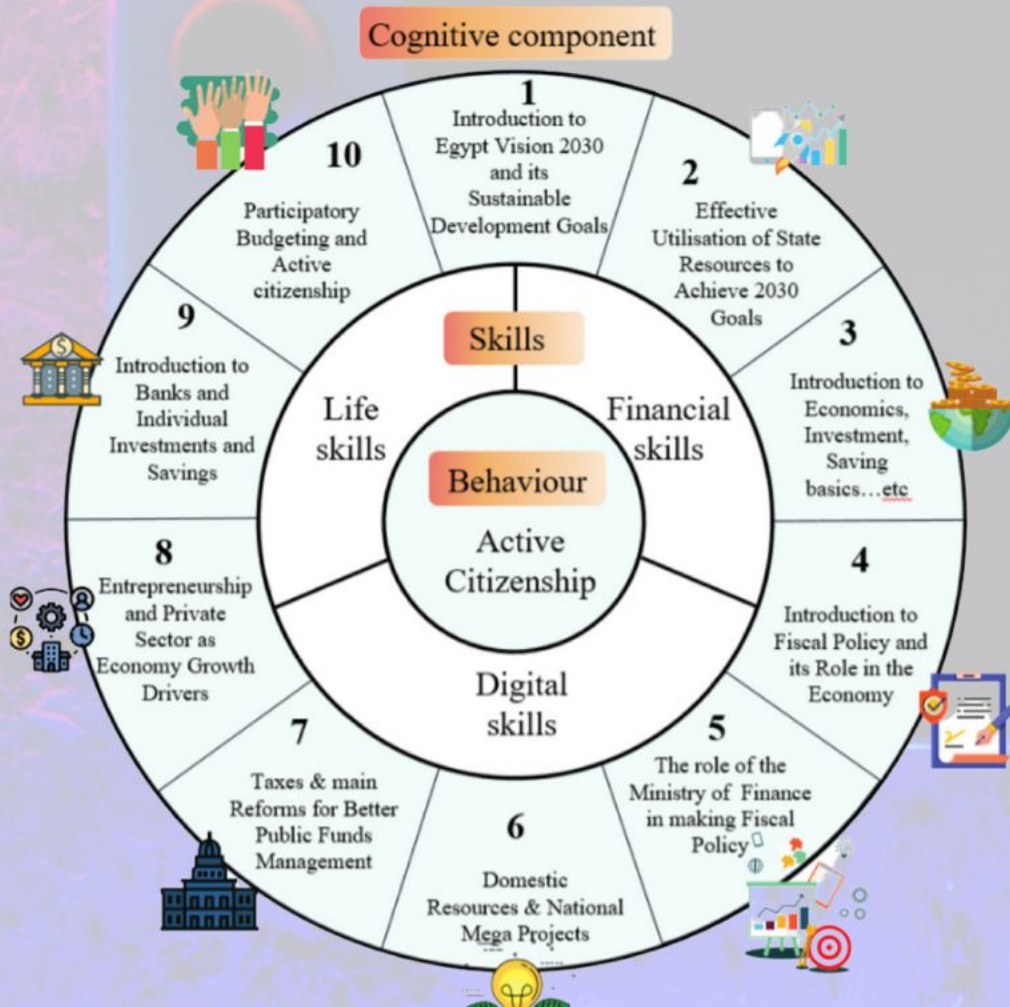 Cognitive component
1
Introduction to
Egypt Vision 2030
and its
Sustainable
Development Goals
2
Effective
Utilisation of State
Resources to
Achieve 2030
Goals
3
Introduction to
Economics,
Investment,
Saving
basics...etc
4
Introduction to
Fiscal Policy and
its Role in the
Economy
5
The role of the
Ministry of Finance
in making Fiscal
Policy
6
Domestic
Resources & National
Mega Projects
7
Taxes & main
Reforms for Better
Public Funds
Management
8
Entrepreneurship
and Private
Sector as
Economy Growth
Drivers
9
Introduction to
Banks and
Individual
Investments and
Savings
10
Participatory
Budgeting and
Active
citizenship
Skills
Life
skills
Financial
skills
Digital
skills
Behaviour
Active
Citizenship